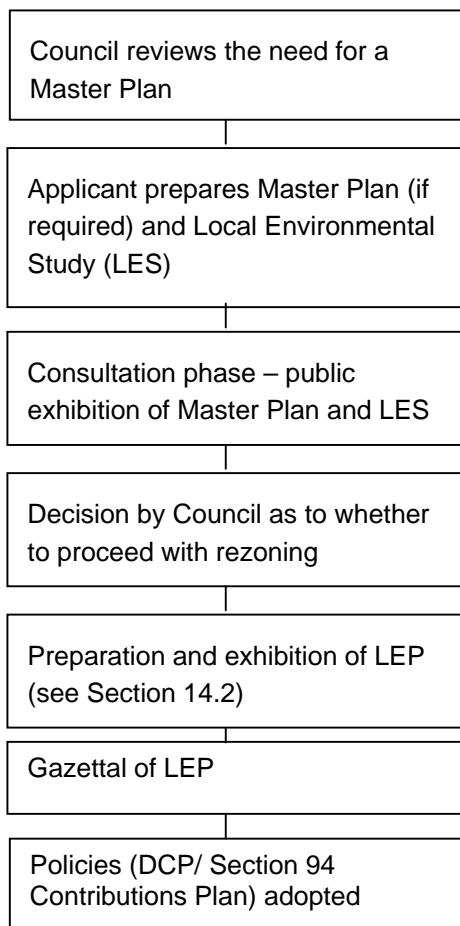 Council reviews the need for a
Master Plan
Applicant prepares Master Plan (if
required) and Local Environmental
Study (LES)
Consultation phase – public
exhibition of Master Plan and LES
Decision by Council as to whether
to proceed with rezoning
Preparation and exhibition of LEP
(see Section 14.2)
Gazettal of LEP
Policies (DCP/ Section 94
Contributions Plan) adopted